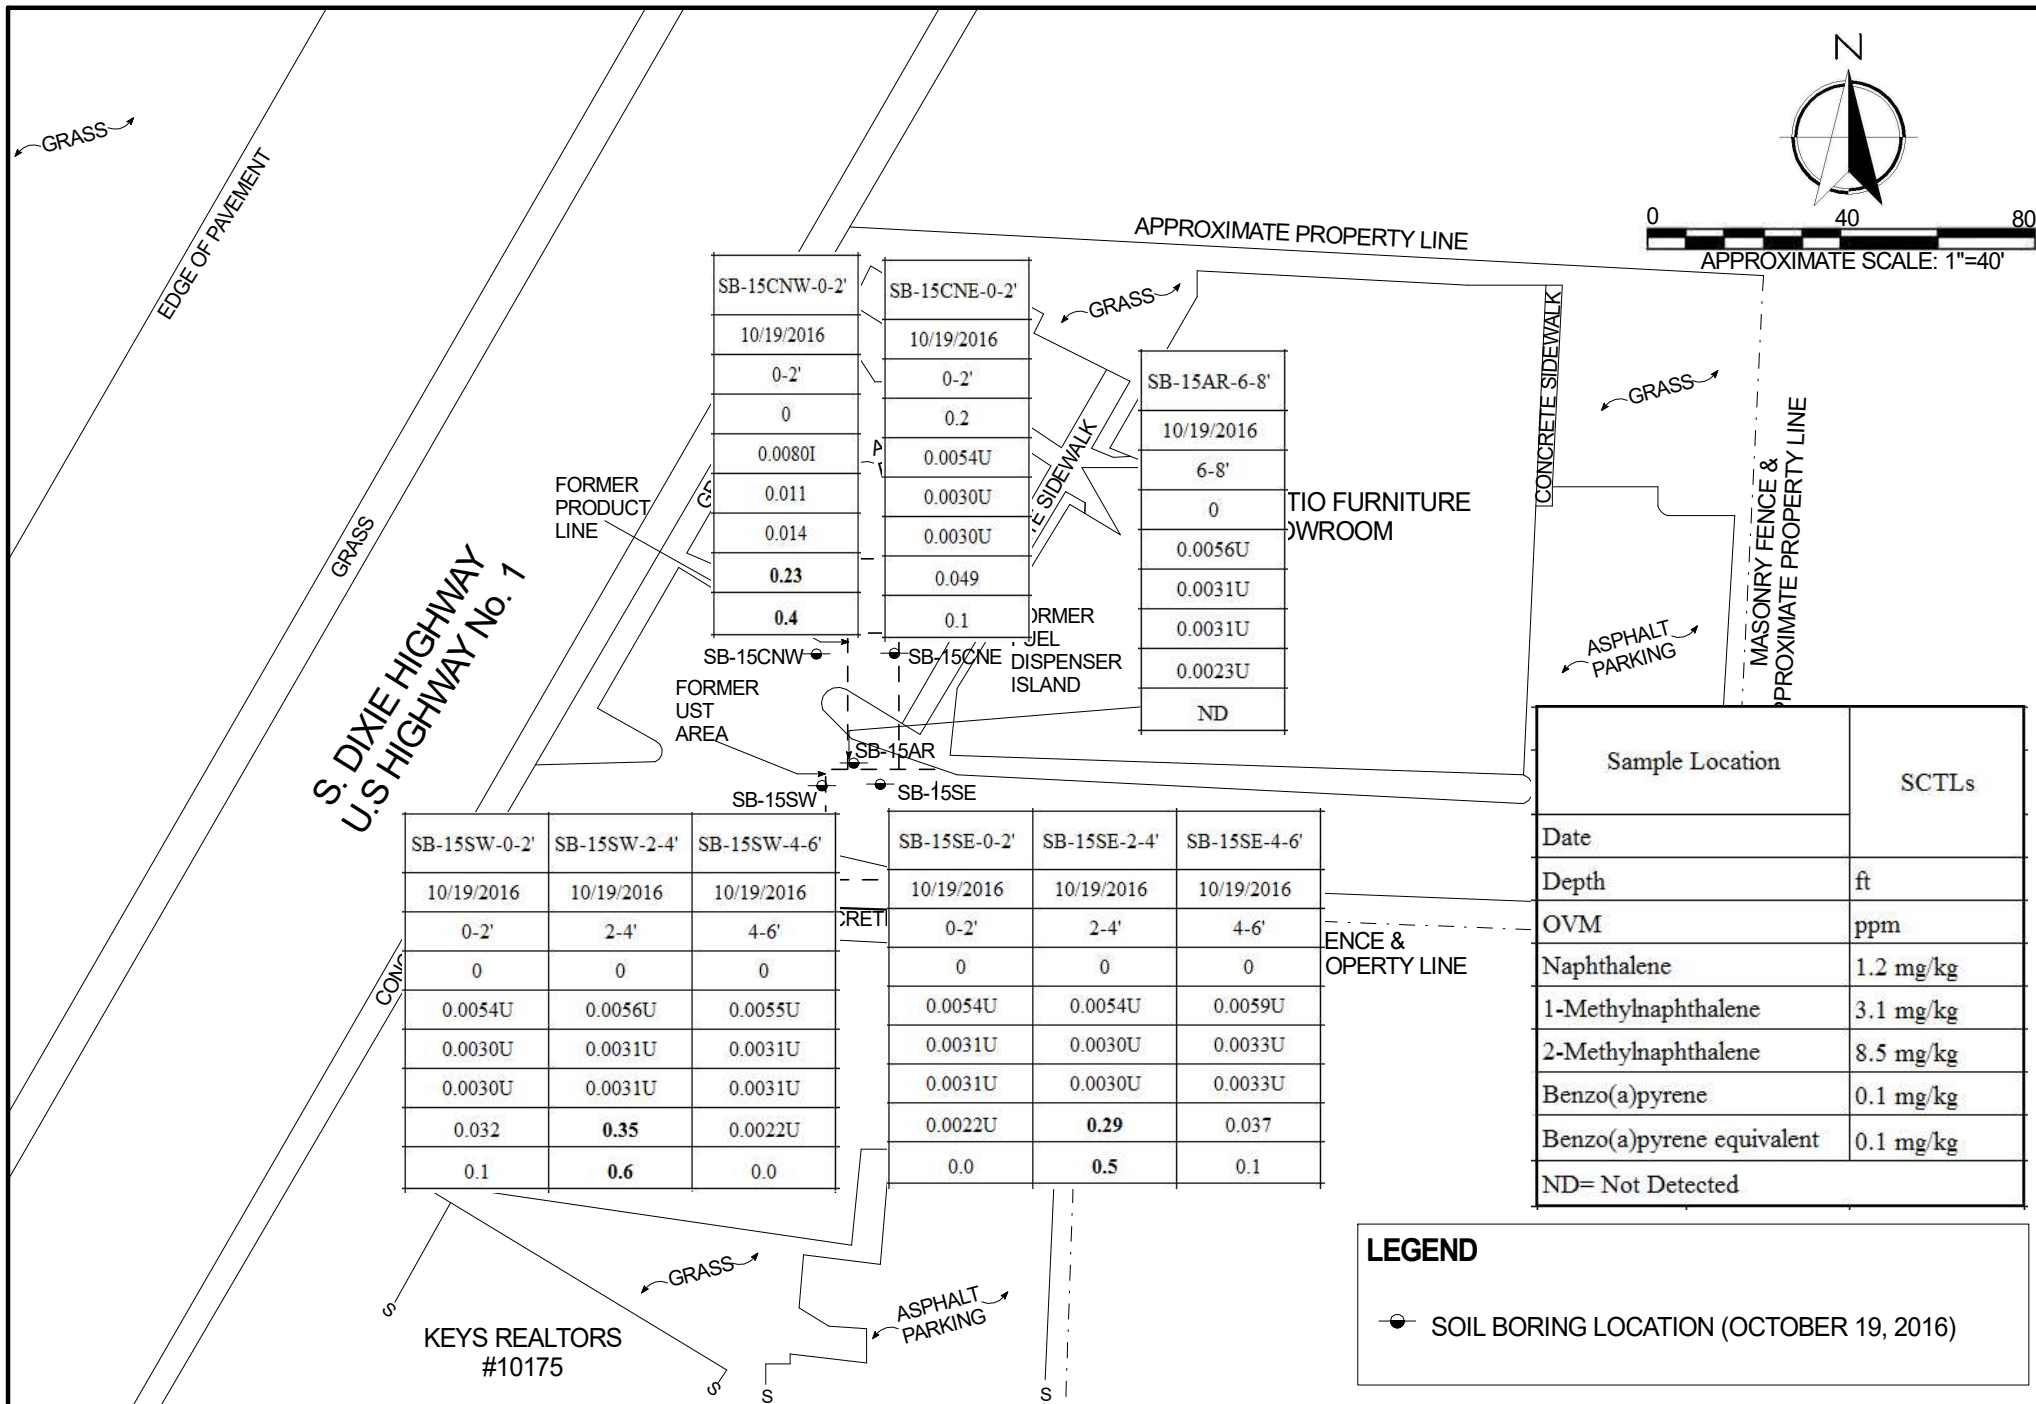 N
0 40 80
APPROXIMATE SCALE: 1"=40'
GRASS
EDGE OF PAVEMENT
GRASS
S. DIXIE HIGHWAY
U.S HIGHWAY No. 1
APPROXIMATE PROPERTY LINE
GRASS
CONCRETE SIDEWALK
GRASS
MASONRY FENCE &
PROXIMATE PROPERTY LINE
ASPHALT
PARKING
SB-15CNW-0-2'
10/19/2016
0-2'
0
0.0080I
0.011
0.014
0.23
0.4
SB-15CNE-0-2'
10/19/2016
0-2'
0.2
0.0054U
0.0030U
0.0030U
0.049
0.1
SB-15AR-6-8'
10/19/2016
6-8'
0
0.0056U
0.0031U
0.0031U
0.0023U
ND
E SIDEWALK
TIO FURNITURE
OWROOM
FORMER
PRODUCT
LINE
ORMER
UEL
DISPENSER
ISLAND
SB-15CNW
SB-15CNE
FORMER
UST
AREA
SB-15AR
SB-15SW
SB-15SE
SB-15SW-0-2' SB-15SW-2-4' SB-15SW-4-6'
10/19/2016 10/19/2016 10/19/2016
0-2' 2-4' 4-6'
0 0 0
0.0054U 0.0056U 0.0055U
0.0030U 0.0031U 0.0031U
0.0030U 0.0031U 0.0031U
0.032 0.35 0.0022U
0.1 0.6 0.0
CONC
CRET
SB-15SE-0-2' SB-15SE-2-4' SB-15SE-4-6'
10/19/2016 10/19/2016 10/19/2016
0-2' 2-4' 4-6'
0 0 0
0.0054U 0.0054U 0.0059U
0.0031U 0.0030U 0.0033U
0.0031U 0.0030U 0.0033U
0.0022U 0.29 0.037
0.0 0.5 0.1
ENCE &
OPERTY LINE
Sample Location SCTLs
Date
Depth ft
OVM ppm
Naphthalene 1.2 mg/kg
1-Methylnaphthalene 3.1 mg/kg
2-Methylnaphthalene 8.5 mg/kg
Benzo(a)pyrene 0.1 mg/kg
Benzo(a)pyrene equivalent 0.1 mg/kg
ND= Not Detected
GRASS
ASPHALT
PARKING
KEYS REALTORS
#10175
S
S
S
S
LEGEND
SOIL BORING LOCATION (OCTOBER 19, 2016)